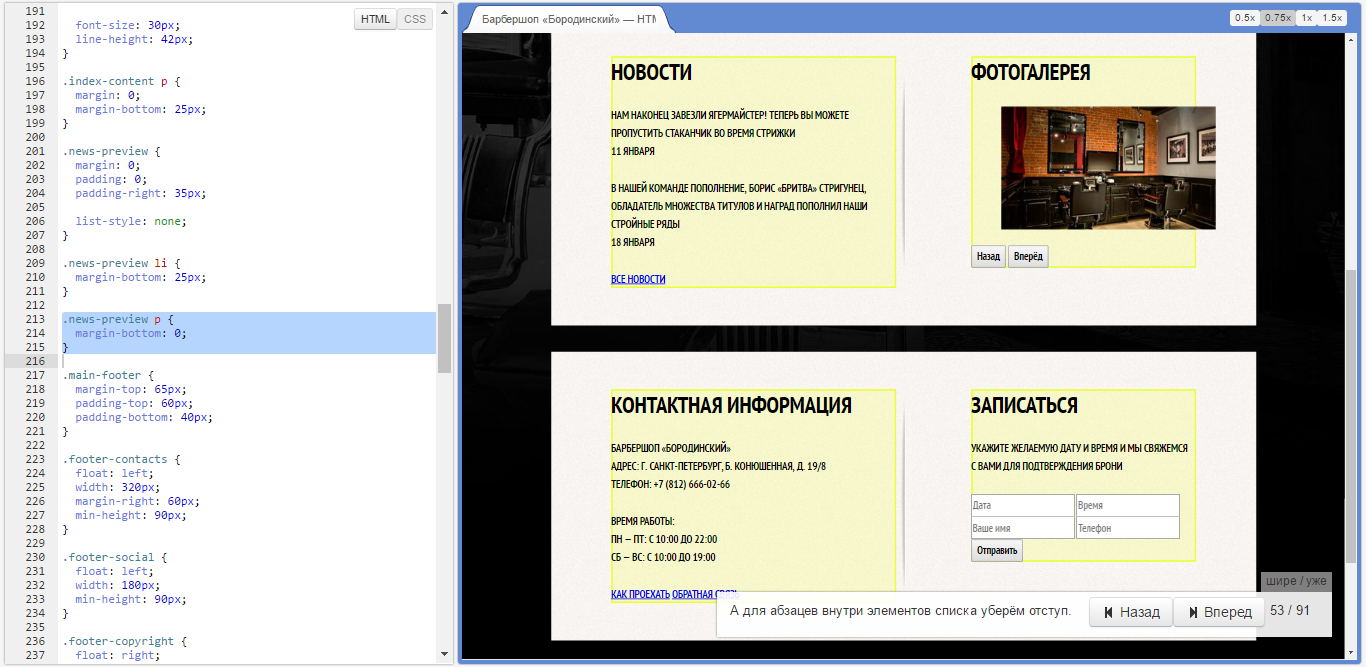 HTML CSS
191
192 font-size: 30px;
193 line-height: 42px;
194 }
195
196 .index-content p {
197 margin: 0;
198 margin-bottom: 25px;
199 }
200
201 .news-preview {
202 margin: 0;
203 padding: 0;
204 padding-right: 35px;
205
206 list-style: none;
207 }
208
209 .news-preview li {
210 margin-bottom: 25px;
211 }
212
213 .news-preview p {
214 margin-bottom: 0;
215 }
216
217 .main-footer {
218 margin-top: 65px;
219 padding-top: 60px;
220 padding-bottom: 40px;
221 }
222
223 .footer-contacts {
224 float: left;
225 width: 320px;
226 margin-right: 60px;
227 min-height: 90px;
228 }
229
230 .footer-social {
231 float: left;
232 width: 180px;
233 min-height: 90px;
234 }
235
236 .footer-copyright {
237 float: right;
Барбершоп «Бородинский» — HTM
0.5x 0.75x 1x 1.5x
НОВОСТИ
НАМ НАКОНЕЦ ЗАВЕЗЛИ ЯГЕРМАЙСТЕР! ТЕПЕРЬ ВЫ МОЖЕТЕ
ПРОПУСТИТЬ СТАКАНЧИК ВО ВРЕМЯ СТРИЖКИ
11 ЯНВАРЯ
В НАШЕЙ КОМАНДЕ ПОПОЛНЕНИЕ, БОРИС «БРИТВА» СТРИГУНЕЦ,
ОБЛАДАТЕЛЬ МНОЖЕСТВА ТИТУЛОВ И НАГРАД ПОПОЛНИЛ НАШИ
СТРОЙНЫЕ РЯДЫ
18 ЯНВАРЯ
ВСЕ НОВОСТИ
ФОТОГАЛЕРЕЯ
Назад Вперёд
КОНТАКТНАЯ ИНФОРМАЦИЯ
БАРБЕРШОП «БОРОДИНСКИЙ»
АДРЕС: Г. САНКТ-ПЕТЕРБУРГ, Б. КОНЮШЕННАЯ, Д. 19/8
ТЕЛЕФОН: +7 (812) 666-02-66
ВРЕМЯ РАБОТЫ:
ПН — ПТ: С 10:00 ДО 22:00
СБ — ВС: С 10:00 ДО 19:00
КАК ПРОЕХАТЬ ОБРАТНАЯ СВЯЗЬ
ЗАПИСАТЬСЯ
УКАЖИТЕ ЖЕЛАЕМУЮ ДАТУ И ВРЕМЯ И МЫ СВЯЖЕМСЯ
С ВАМИ ДЛЯ ПОДТВЕРЖДЕНИЯ БРОНИ
Дата Время
Ваше имя Телефон
Отправить
шире / уже
А для абзацев внутри элементов списка уберём отступ. Назад Вперед 53 / 91